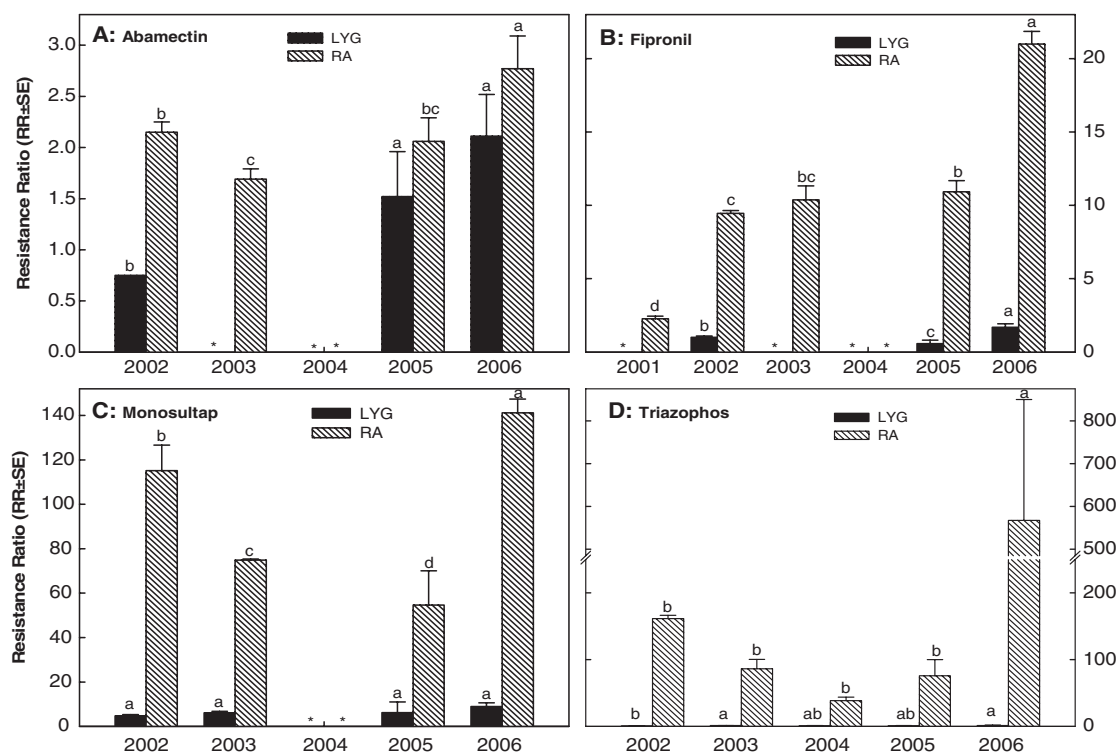 A: Abamectin
LYG
RA
Resistance Ratio (RR±SE)
3.0
2.5
2.0
1.5
1.0
0.5
0.0
b
b
*
c
* *
a
bc
a
a
2002 2003 2004 2005 2006
B: Fipronil
LYG
RA
20
15
10
5
0
*
d
b
c
*
bc
* *
c
b
a
a
2001 2002 2003 2004 2005 2006
C: Monosultap
LYG
RA
Resistance Ratio (RR±SE)
140
120
100
80
60
40
20
0
a
b
a
c
* *
a
d
a
a
2002 2003 2004 2005 2006
D: Triazophos
LYG
RA
800
700
600
500
200
100
0
b
b
a
b
ab
b
ab
b
a
a
2002 2003 2004 2005 2006